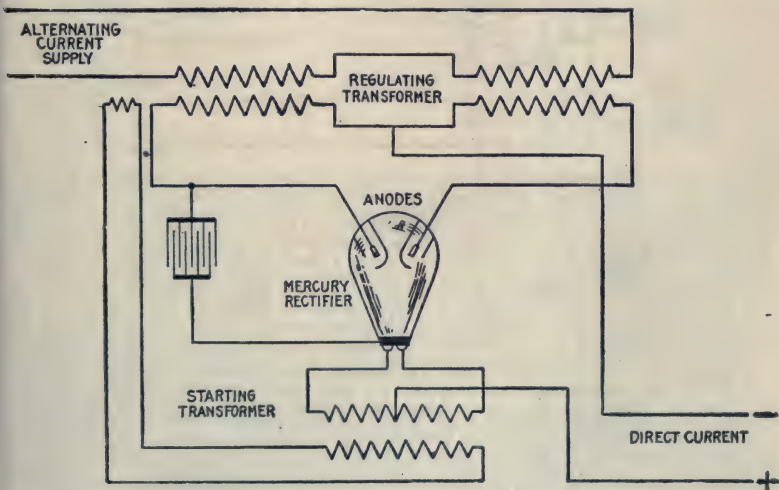 ALTERNATING
CURRENT
SUPPLY
REGULATING
TRANSFORMER
ANODES
MERCURY
RECTIFIER
STARTING
TRANSFORMER
DIRECT CURRENT
−
+